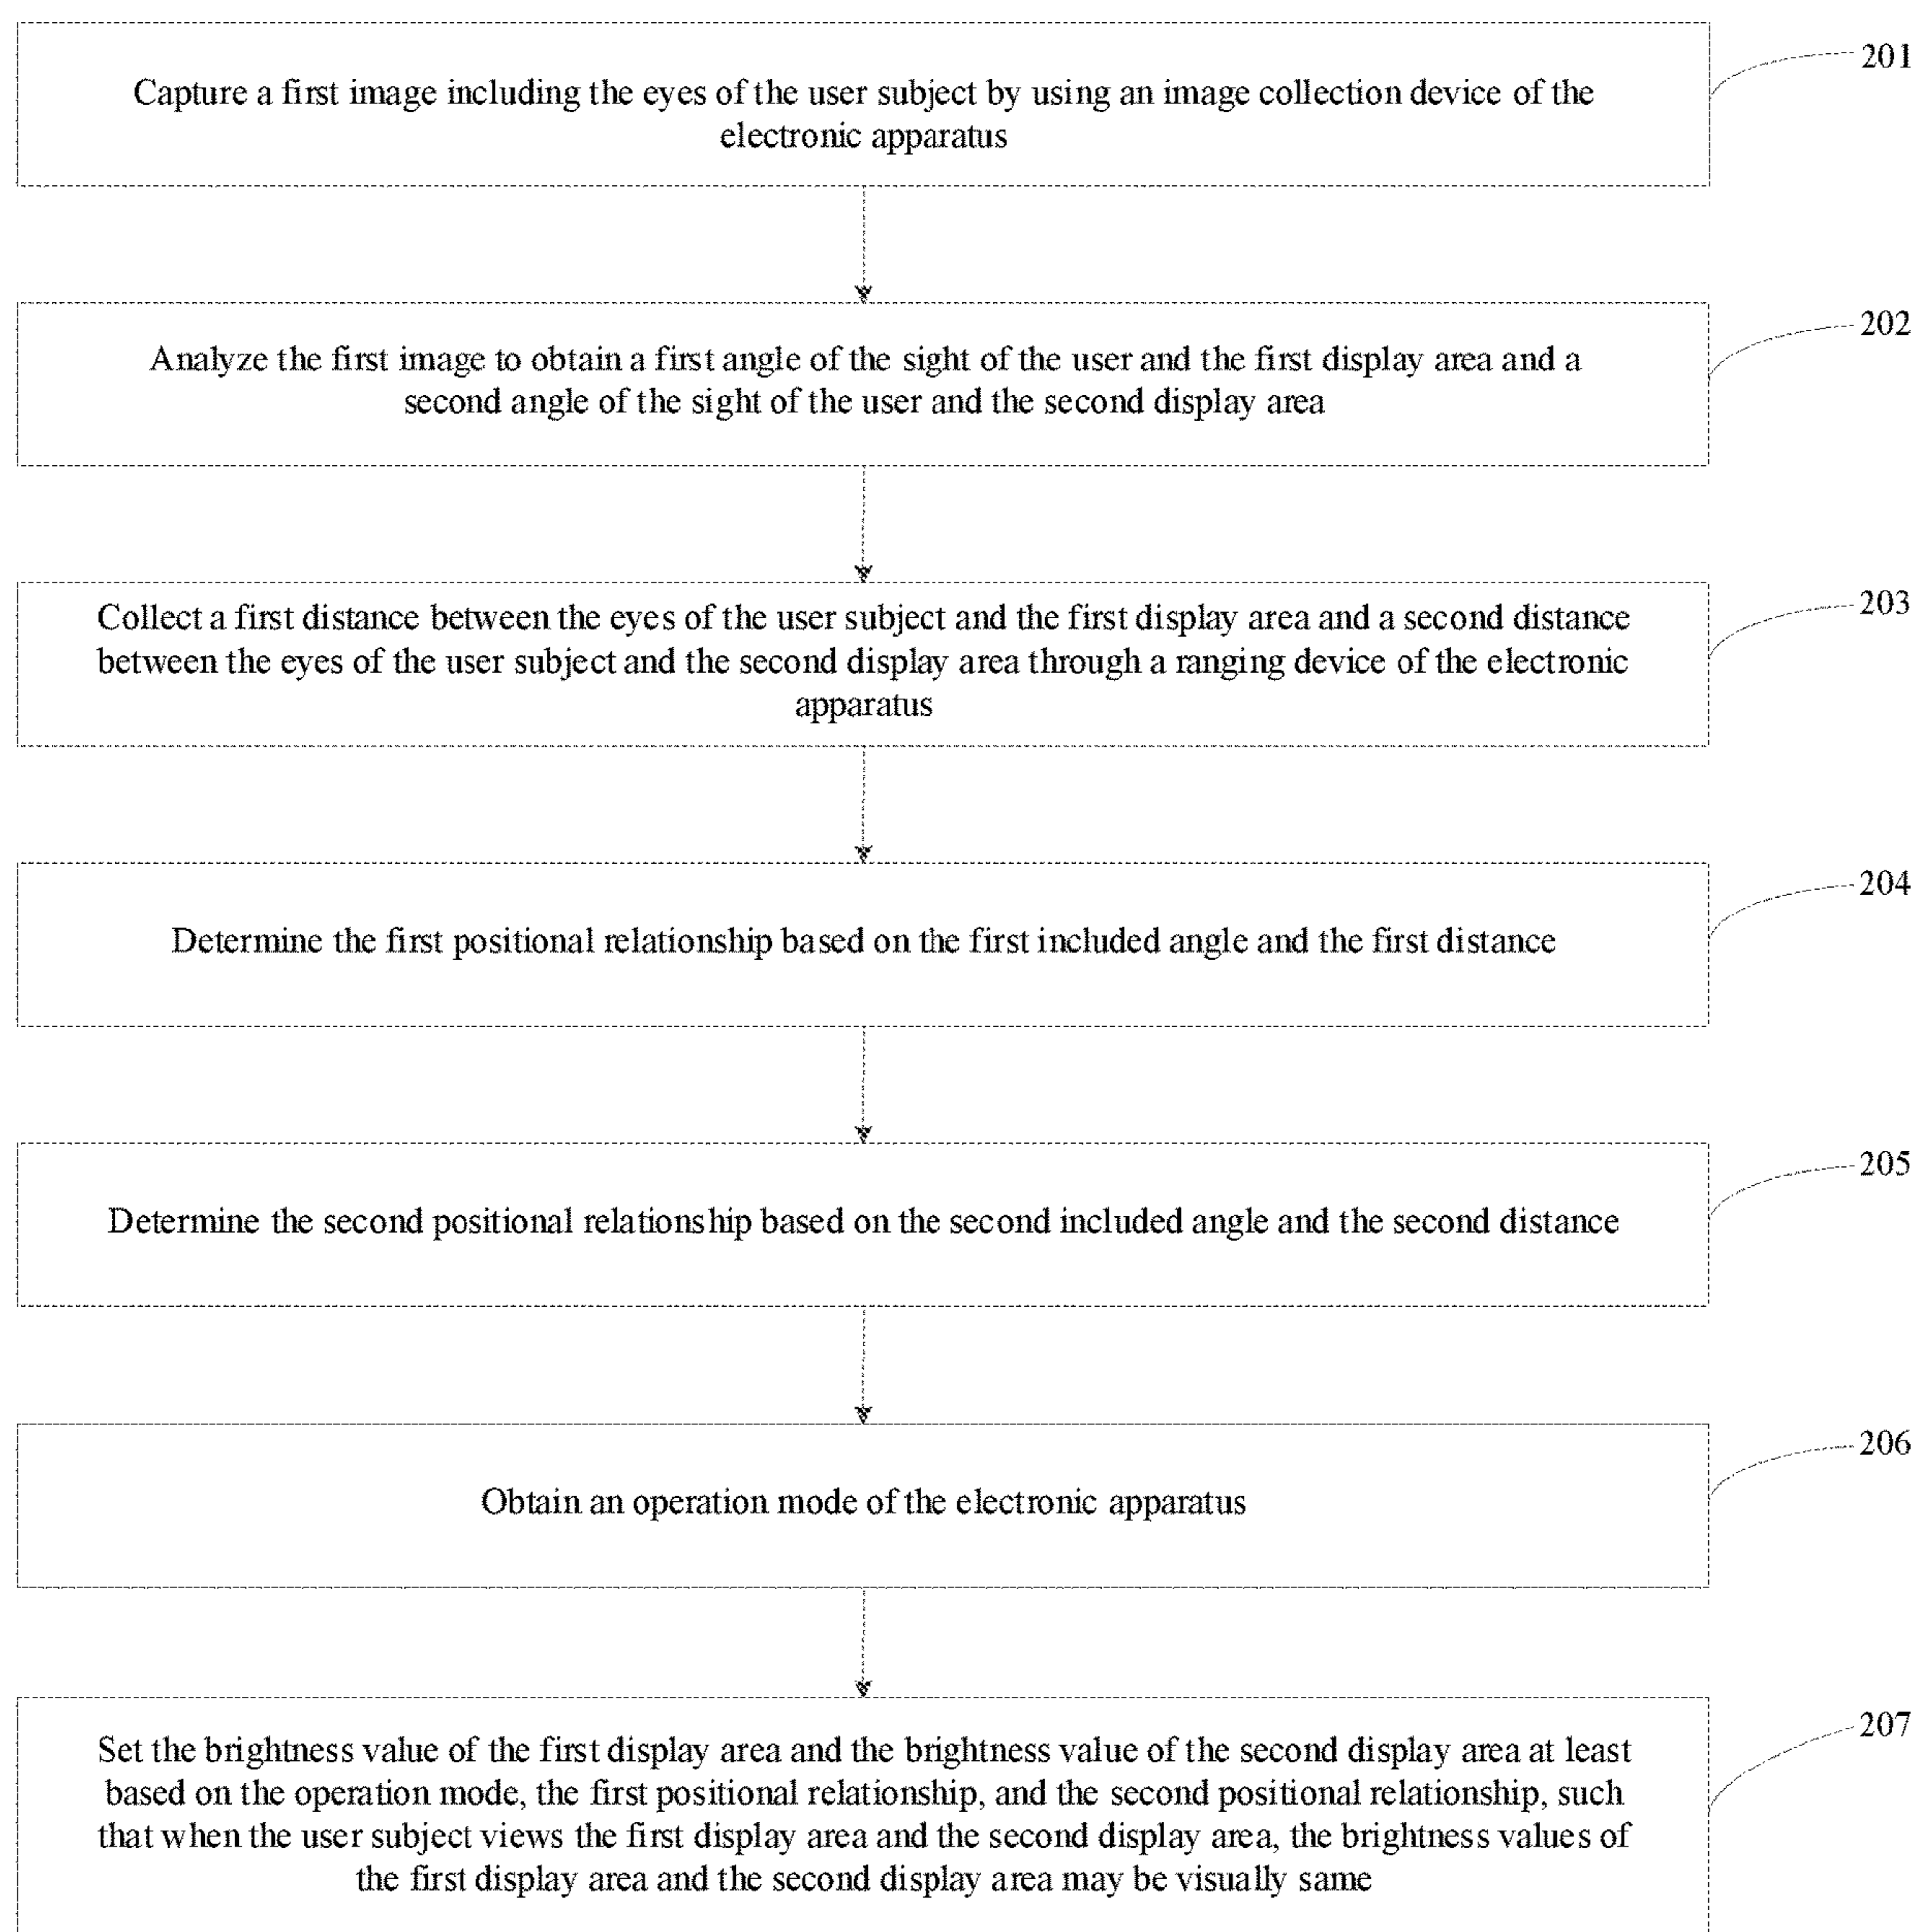 Capture a first image including the eyes of the user subject by using an image collection device of the
electronic apparatus
201
Analyze the first image to obtain a first angle of the sight of the user and the first display area and a
second angle of the sight of the user and the second display area
202
Collect a first distance between the eyes of the user subject and the first display area and a second distance
between the eyes of the user subject and the second display area through a ranging device of the electronic
apparatus
203
Determine the first positional relationship based on the first included angle and the first distance
204
Determine the second positional relationship based on the second included angle and the second distance
205
Obtain an operation mode of the electronic apparatus
206
Set the brightness value of the first display area and the brightness value of the second display area at least
based on the operation mode, the first positional relationship, and the second positional relationship, such
that when the user subject views the first display area and the second display area, the brightness values of
the first display area and the second display area may be visually same
207